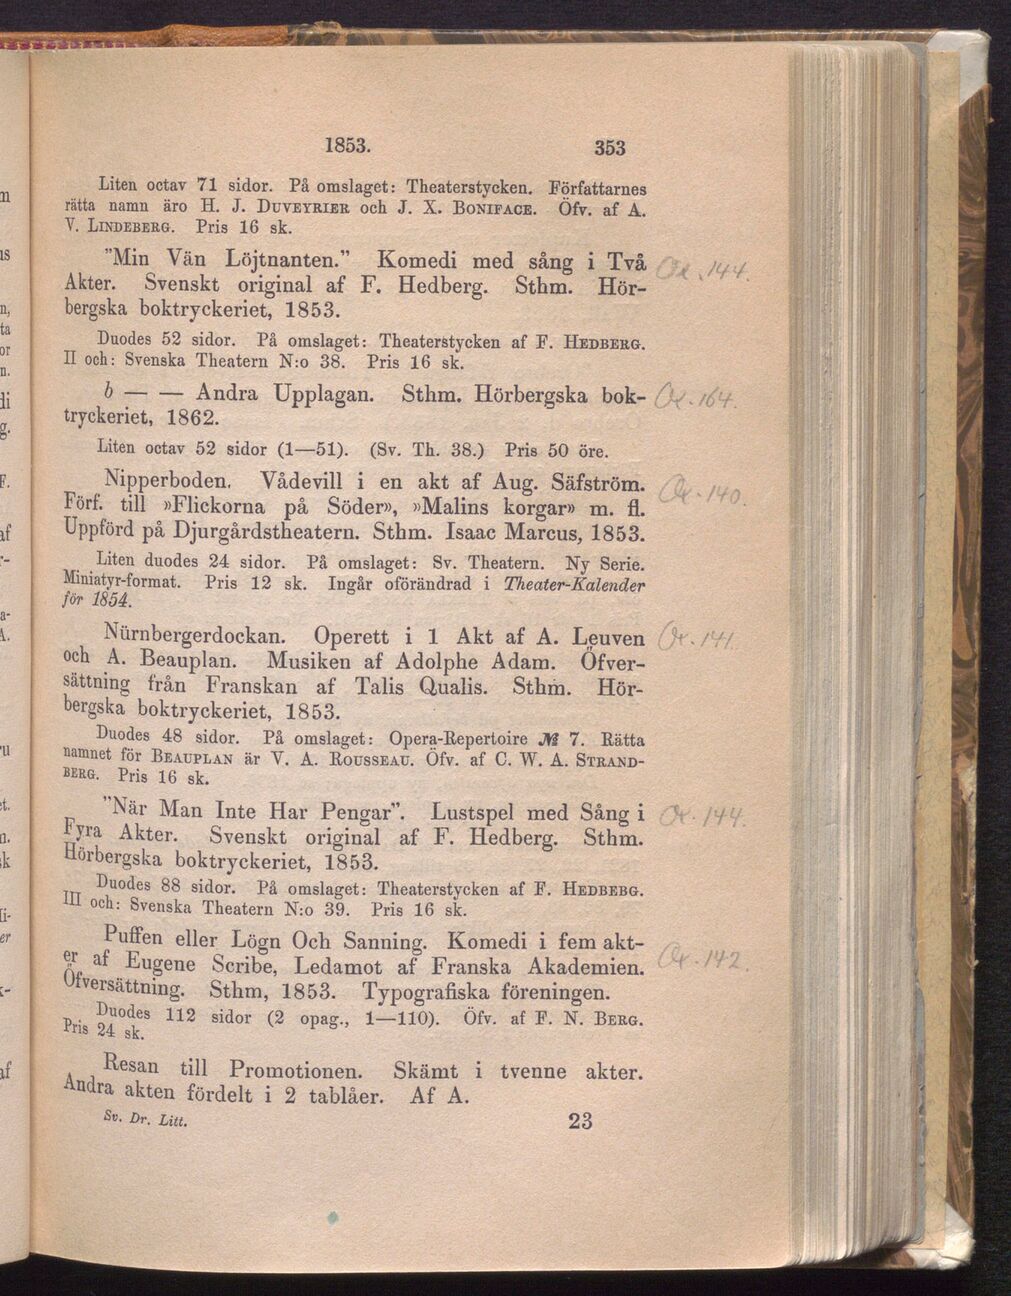 1853. 353
Liten octav 71 sidor. På omslaget: Theaterstycken. Författarnes
rätta namn äro H. J. DUVEYRIER och J. X. BONIFACE. Öfv. af A.
V. LINDEBERG. Pris 16 sk.
"Min Vän Löjtnanten." Komedi med sång i Två
Akter. Svenskt original af F. Hedberg. Sthm. Hör-
bergska boktryckeriet, 1853.
Duodes 52 sidor. På omslaget: Theaterstycken af F. HEDBERG.
II och: Svenska Theatern N:o 38. Pris 16 sk.
b — — Andra Upplagan. Sthm. Hörbergska bok-
tryckeriet, 1862.
Liten octav 52 sidor (1—51). (Sv. Th. 38.) Pris 50 öre.
Nipperboden. Vådevill i en akt af Aug. Säfström.
Förf. till »Flickorna på Söder», »Malins korgar» m. fl.
Uppförd på Djurgårdstheatern. Sthm. Isaac Marcus, 1853.
Liten duodes 24 sidor. På omslaget: Sv. Theatern. Ny Serie.
Miniatyr-format. Pris 12 sk. Ingår oförändrad i Theater-Kalender
för 1854.
Nürnbergerdockan. Operett i 1 Akt af A. Leuven
och A. Beauplan. Musiken af Adolphe Adam. Öfver-
sättning från Franskan af Talis Qualis. Sthm. Hör-
bergska boktryckeriet, 1853.
Duodes 48 sidor. På omslaget: Opera-Repertoire № 7. Rätta
namnet för BEAUPLAN är V. A. ROUSSEAU. Öfv. af C. W. A. STRAND-
BERG. Pris 16 sk.
"När Man Inte Har Pengar". Lustspel med Sång i
Fyra Akter. Svenskt original af F. Hedberg. Sthm.
Hörbergska boktryckeriet, 1853.
Duodes 88 sidor. På omslaget: Theaterstycken af F. HEDBEBG.
III och: Svenska Theatern N:o 39. Pris 16 sk.
Puffen eller Lögn Och Sanning. Komedi i fem akt-
er af Eugene Scribe, Ledamot af Franska Akademien.
Öfversättning. Sthm, 1853. Typografiska föreningen.
Duodes 112 sidor (2 opag., 1—110). Öfv. af F. N. BERG.
Pris 24 sk.
Resan till Promotionen. Skämt i tvenne akter.
Andra akten fördelt i 2 tablåer. Af A.
Sv. Dr. Litt. 23
144.
164.
140.
141.
144.
142.